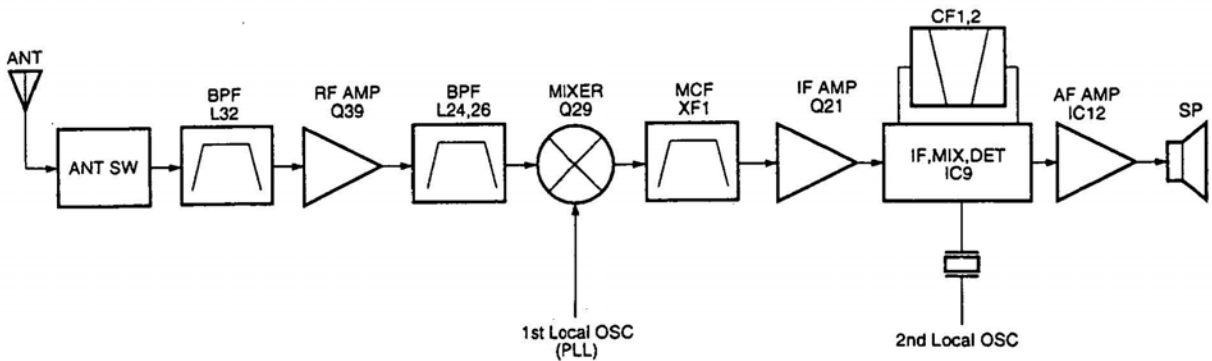 ANT
ANT SW
BPF
L32
RF AMP
Q39
BPF
L24,26
MIXER
Q29
1st Local OSC
(PLL)
MCF
XF1
IF AMP
Q21
CF1,2
IF,MIX,DET
IC9
2nd Local OSC
AF AMP
IC12
SP